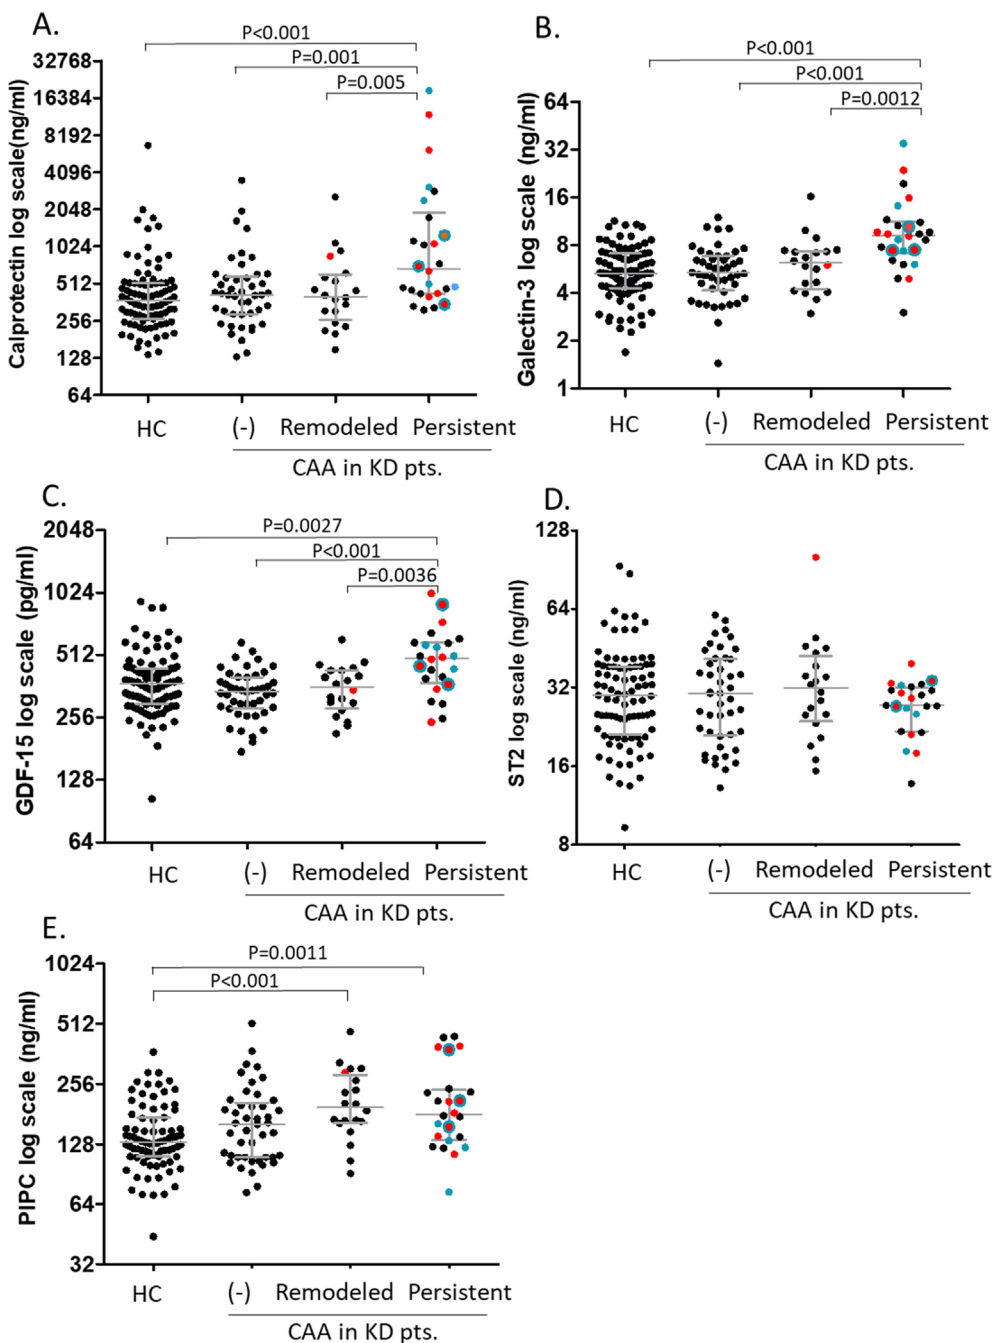 A.
P<0.001
P=0.001
P=0.005
Calprotectin log scale(ng/ml)
32768
16384
8192
4096
2048
1024
512
256
128
64
HC (-) Remodeled Persistent
CAA in KD pts.
B.
P<0.001
P<0.001
P=0.0012
Galectin-3 log scale (ng/ml)
64
32
16
8
4
2
1
HC (-) Remodeled Persistent
CAA in KD pts.
C.
P=0.0027
P<0.001
P=0.0036
GDF-15 log scale (pg/ml)
2048
1024
512
256
128
64
HC (-) Remodeled Persistent
CAA in KD pts.
D.
ST2 log scale (ng/ml)
128
64
32
16
8
HC (-) Remodeled Persistent
CAA in KD pts.
E.
P=0.0011
P<0.001
PIPC log scale (ng/ml)
1024
512
256
128
64
32
HC (-) Remodeled Persistent
CAA in KD pts.